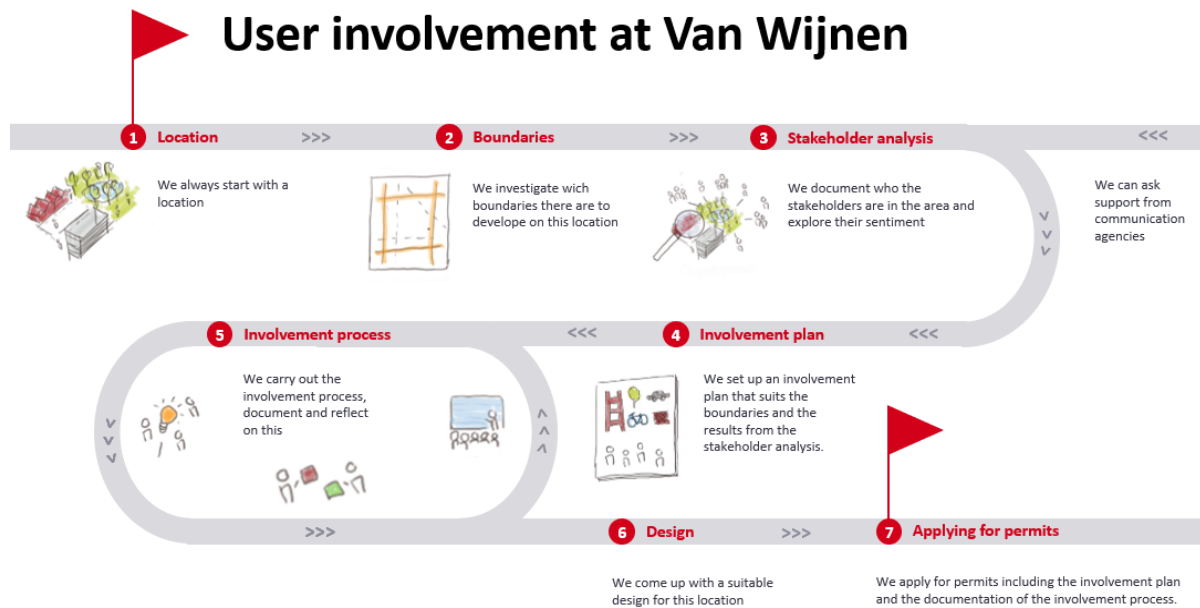 User involvement at Van Wijnen
1 Location >>>
2 Boundaries >>>
3 Stakeholder analysis
<<<
We always start with a
location
We investigate wich
boundaries there are to
develope on this location
We document who the
stakeholders are in the area and
explore their sentiment
We can ask
support from
communication
agencies
5 Involvement process
<<<
4 Involvement plan
<<<
We carry out the
involvement process,
document and reflect
on this
We set up an involvement
plan that suits the
boundaries and the
results from the
stakeholder analysis.
>>>
6 Design >>>
7 Applying for permits
We come up with a suitable
design for this location
We apply for permits including the involvement plan
and the documentation of the involvement process.